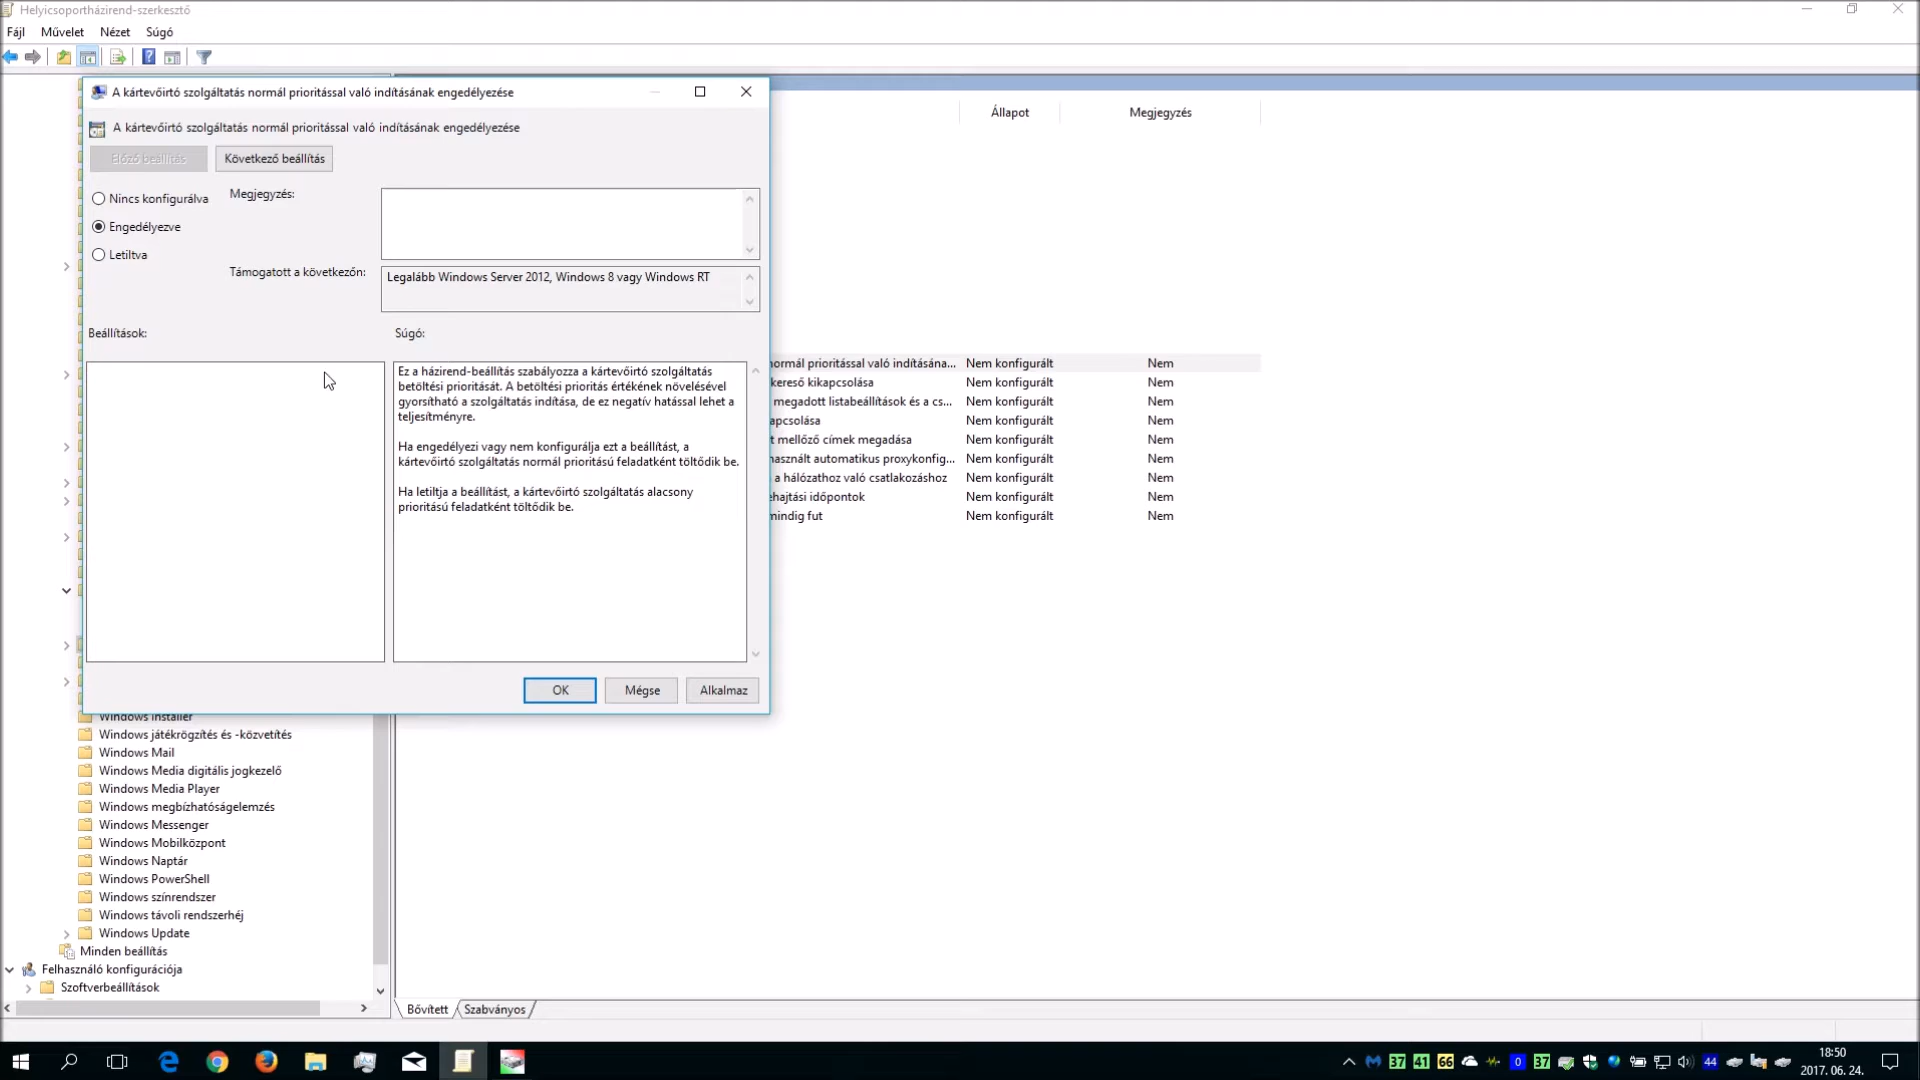 Helyicsoportházirend-szerkesztő
Fájl Művelet Nézet Súgó
A kártevőirtó szolgáltatás normál prioritással való indításának engedélyezése
A kártevőirtó szolgáltatás normál prioritással való indításának engedélyezése
Előző beállítás Következő beállítás
Nincs konfigurálva
Engedélyezve
Letiltva
Megjegyzés:
Támogatott a következőn:
Legalább Windows Server 2012, Windows 8 vagy Windows RT
Beállítások:
Súgó:
Ez a házirend-beállítás szabályozza a kártevőirtó szolgáltatás
betöltési prioritását. A betöltési prioritás értékének növelésével
gyorsítható a szolgáltatás indítása, de ez negatív hatással lehet a
teljesítményre.
Ha engedélyezi vagy nem konfigurálja ezt a beállítást, a
kártevőirtó szolgáltatás normál prioritású feladatként töltődik be.
Ha letiltja a beállítást, a kártevőirtó szolgáltatás alacsony
prioritású feladatként töltődik be.
OK Mégse Alkalmaz
Állapot Megjegyzés
normál prioritással való indításána... Nem konfigurált Nem
kereső kikapcsolása Nem konfigurált Nem
megadott listabeállítások és a cs... Nem konfigurált Nem
apcsolása Nem konfigurált Nem
t mellőző címek megadása Nem konfigurált Nem
használt automatikus proxykonfig... Nem konfigurált Nem
a hálózathoz való csatlakozáshoz Nem konfigurált Nem
ehajtási időpontok Nem konfigurált Nem
mindig fut Nem konfigurált Nem
Windows Installer
Windows játékrögzítés és -közvetítés
Windows Mail
Windows Media digitális jogkezelő
Windows Media Player
Windows megbízhatóságelemzés
Windows Messenger
Windows Mobilközpont
Windows Naptár
Windows PowerShell
Windows színrendszer
Windows távoli rendszerhéj
Windows Update
Minden beállítás
Felhasználó konfigurációja
Szoftverbeállítások
Bővített Szabványos
37 41 66 0 37 44
18:50
2017. 06. 24.